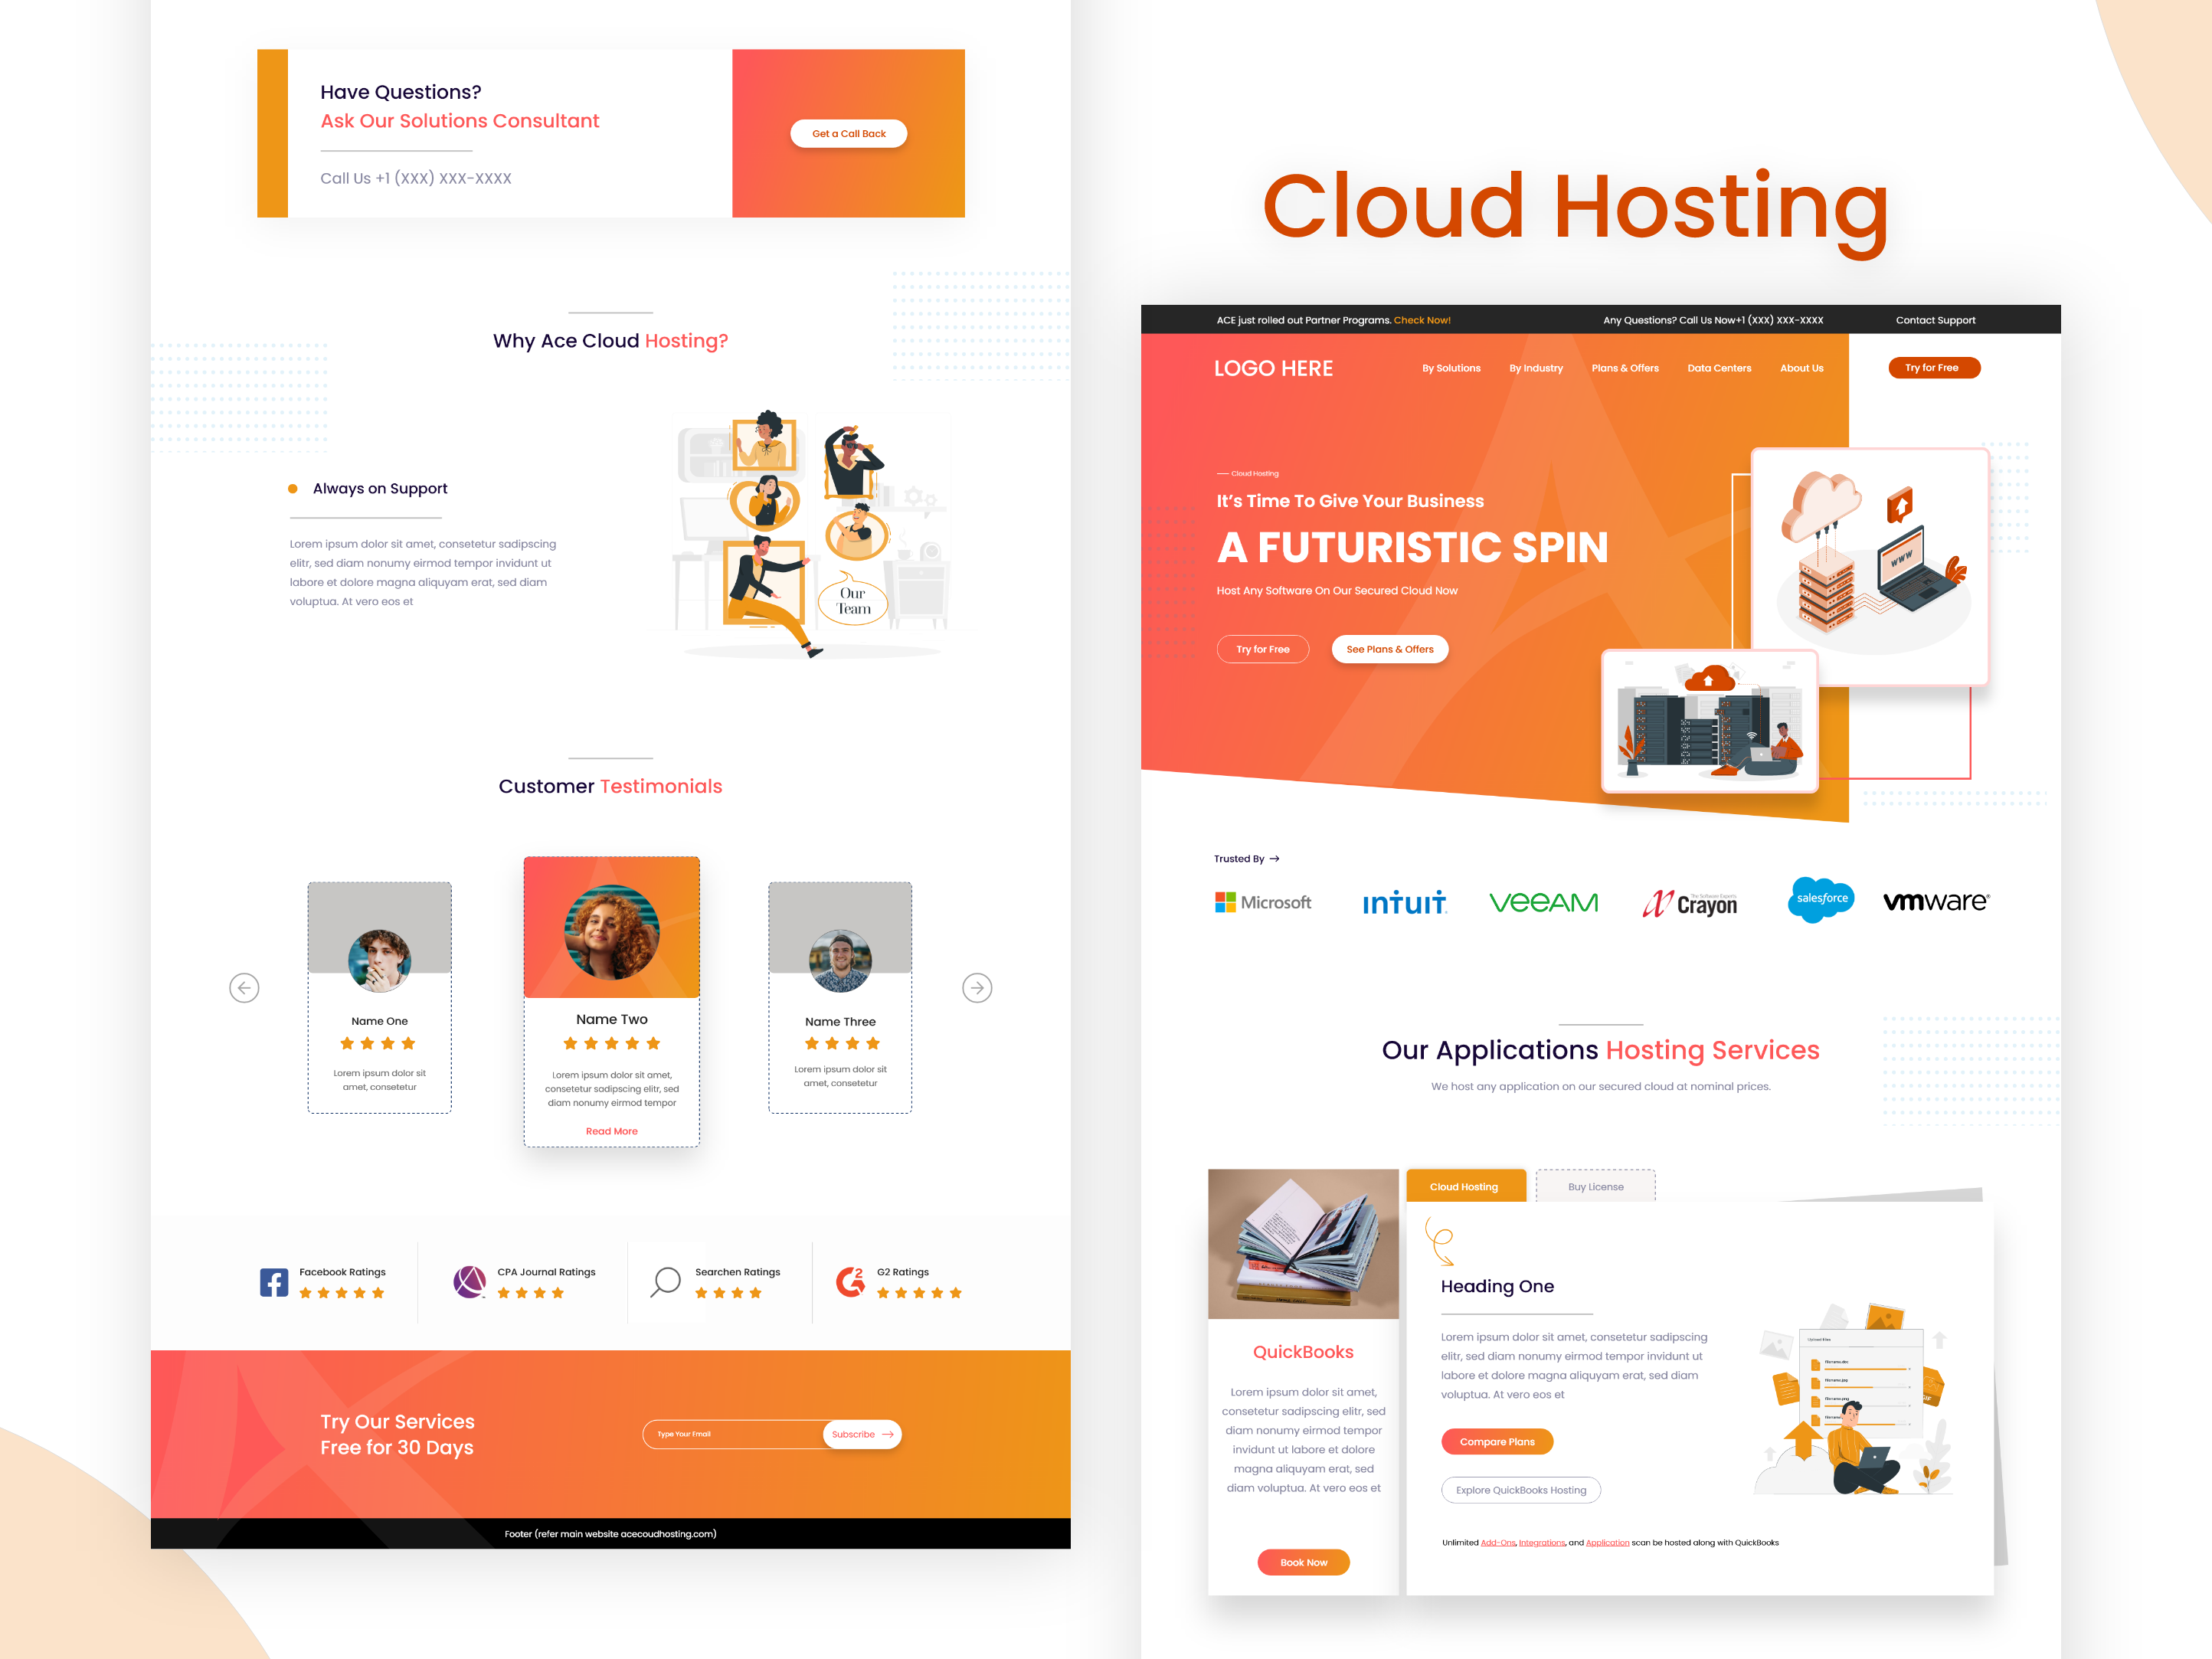 Have Questions?
Ask Our Solutions Consultant
Call Us +1 (XXX) XXX-XXXX
Get a Call Back
Why Ace Cloud Hosting?
Always on Support
Lorem ipsum dolor sit amet, consetetur sadipscing
elitr, sed diam nonumy eirmod tempor invidunt ut
labore et dolore magna aliquyam erat, sed diam
voluptua. At vero eos et
Our
Team
Customer Testimonials
Name One
Lorem ipsum dolor sit
amet, consetetur
Name Two
Lorem ipsum dolor sit amet,
consetetur sadipscing elitr, sed
diam nonumy eirmod tempor
Read More
Name Three
Lorem ipsum dolor sit
amet, consetetur
Facebook Ratings
CPA Journal Ratings
Searchen Ratings
G2 Ratings
Try Our Services
Free for 30 Days
Type Your Email
Subscribe
Footer (refer main website acecoudhosting.com)
Cloud Hosting
ACE just rolled out Partner Programs. Check Now!
Any Questions? Call Us Now+1 (XXX) XXX-XXXX
Contact Support
LOGO HERE
By Solutions
By Industry
Plans & Offers
Data Centers
About Us
Try for Free
Cloud Hosting
It's Time To Give Your Business
A FUTURISTIC SPIN
Host Any Software On Our Secured Cloud Now
Try for Free
See Plans & Offers
WWW
Trusted By
Microsoft
intuit
veeam
The Software Experts
Crayon
salesforce
vmware®
Our Applications Hosting Services
We host any application on our secured cloud at nominal prices.
QuickBooks
Lorem ipsum dolor sit amet,
consetetur sadipscing elitr, sed
diam nonumy eirmod tempor
invidunt ut labore et dolore
magna aliquyam erat, sed
diam voluptua. At vero eos et
Book Now
Cloud Hosting
Buy License
Heading One
Lorem ipsum dolor sit amet, consetetur sadipscing
elitr, sed diam nonumy eirmod tempor invidunt ut
labore et dolore magna aliquyam erat, sed diam
voluptua. At vero eos et
Compare Plans
Explore QuickBooks Hosting
Unlimited Add-Ons, Integrations, and Application scan be hosted along with QuickBooks
Upload files
filename.doc
filename.jpg
filename.png
GIF